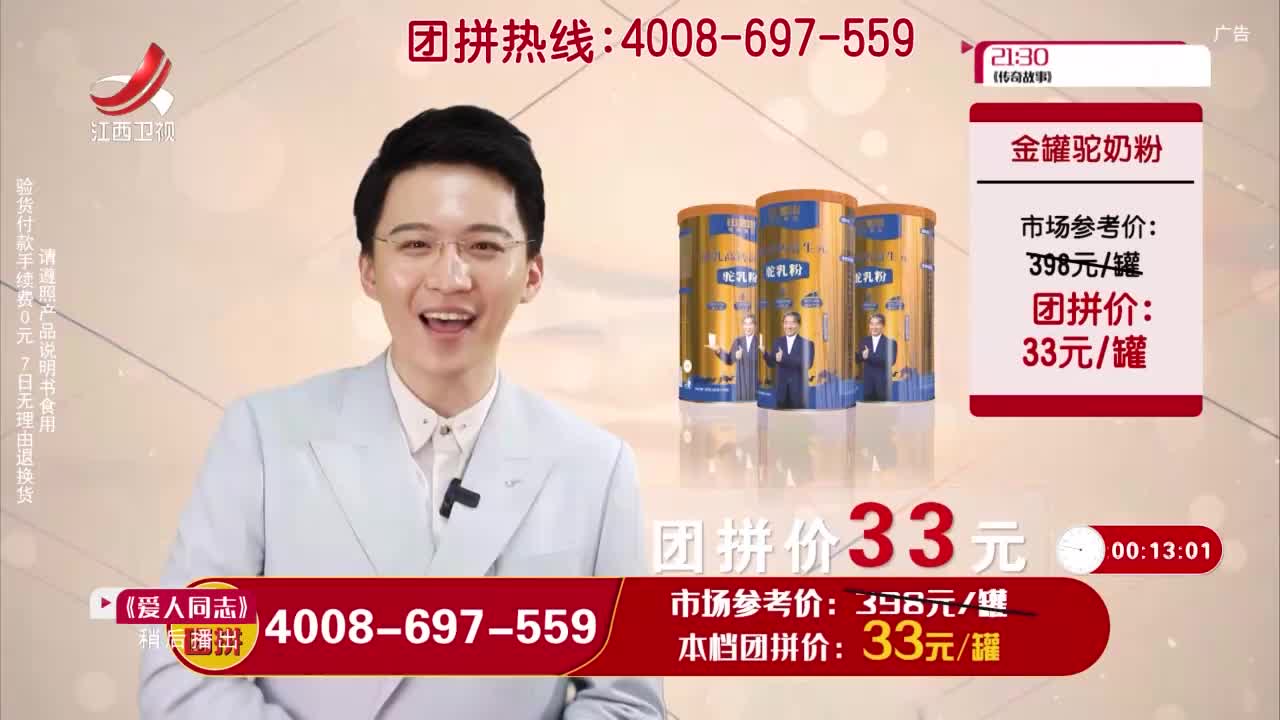 团拼热线:4008-697-559
广告
21:30
《传奇故事》
江西卫视
金罐驼奶粉
市场参考价:
398元/罐
团拼价:
33元/罐
验货付款手续费0元 7日无理由退换货
请遵照产品说明书食用
驼乳粉
驼乳粉
团拼价33元
00:13:01
《爱人同志》
稍后播出
团拼
4008-697-559
市场参考价: 398元/罐
本档团拼价: 33元/罐